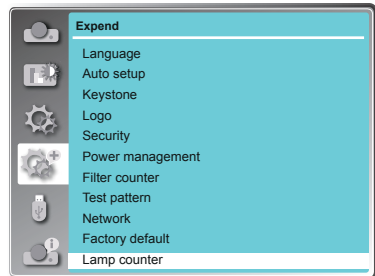 Expend
Language
Auto setup
Keystone
Logo
Security
Power management
Filter counter
Test pattern
Network
Factory default
Lamp counter